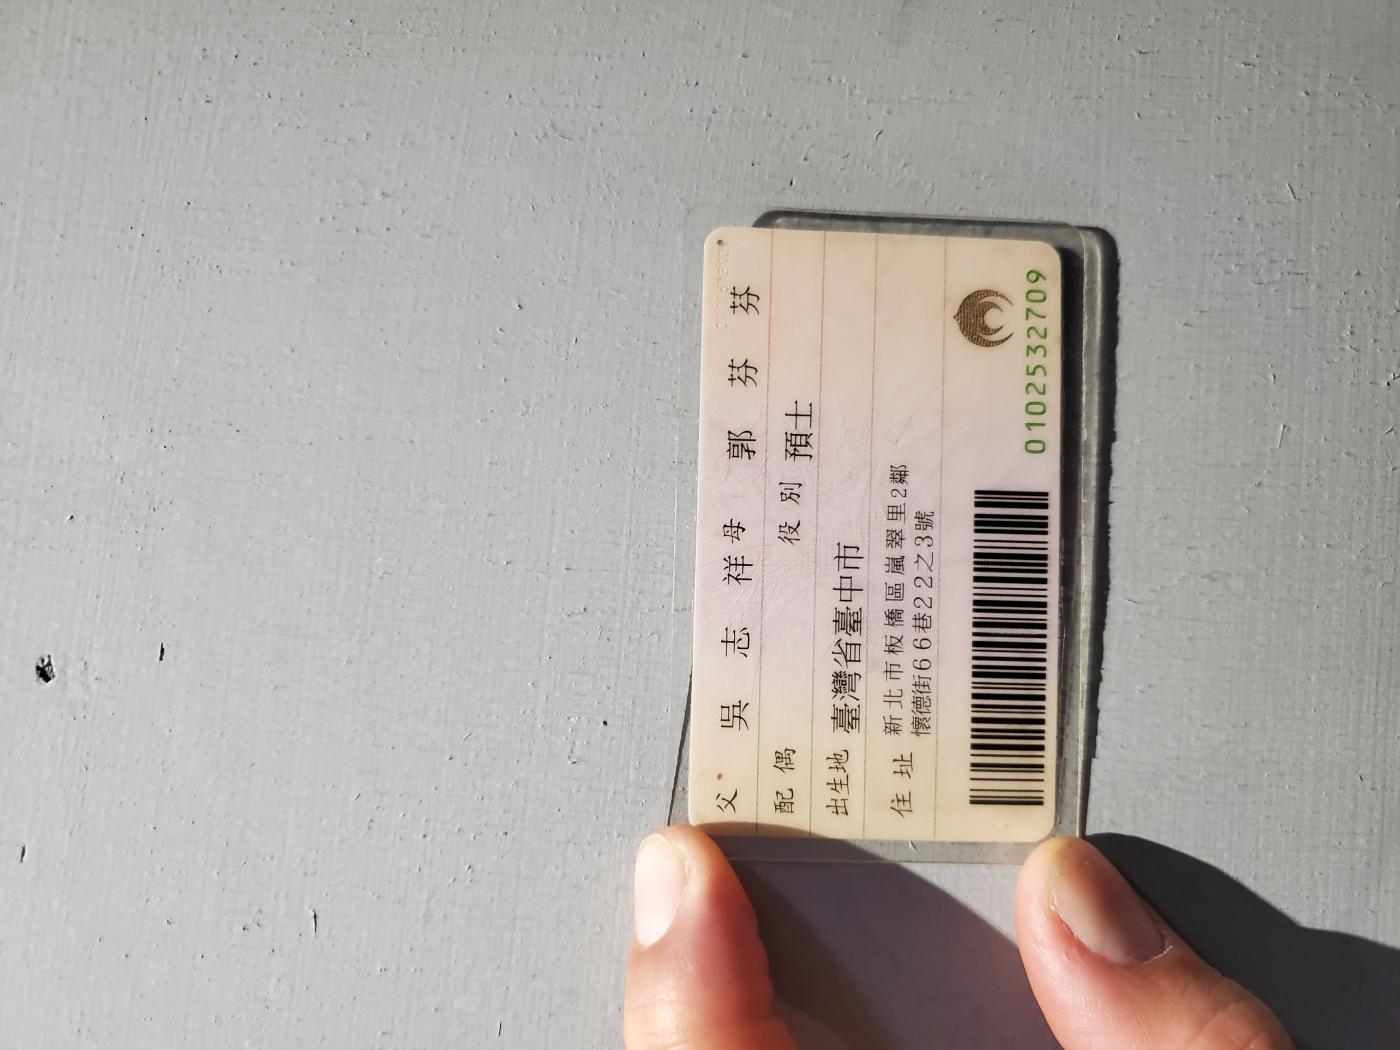 父 吳志祥 母 郭芬芬
配偶 役別 預士
出生地 臺灣省臺中市
住址 新北市板橋區嵐翠里2鄰
懷德街66巷22之3號
0102532709